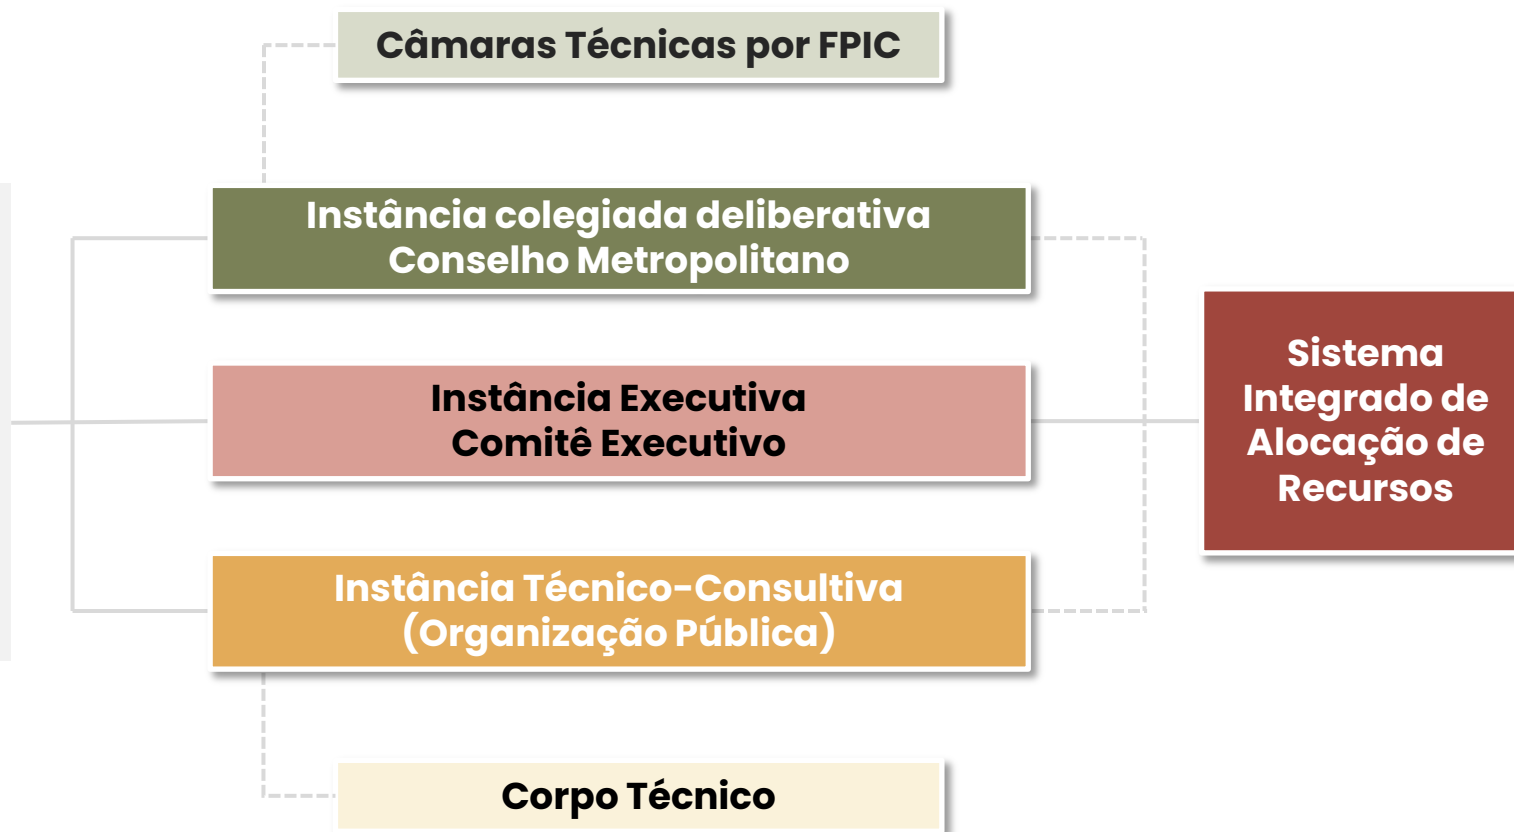 Câmaras Técnicas por FPIC
Instância colegiada deliberativa
Conselho Metropolitano
Instância Executiva
Comitê Executivo
Instância Técnico-Consultiva
(Organização Pública)
Corpo Técnico
Sistema
Integrado de
Alocação de
Recursos